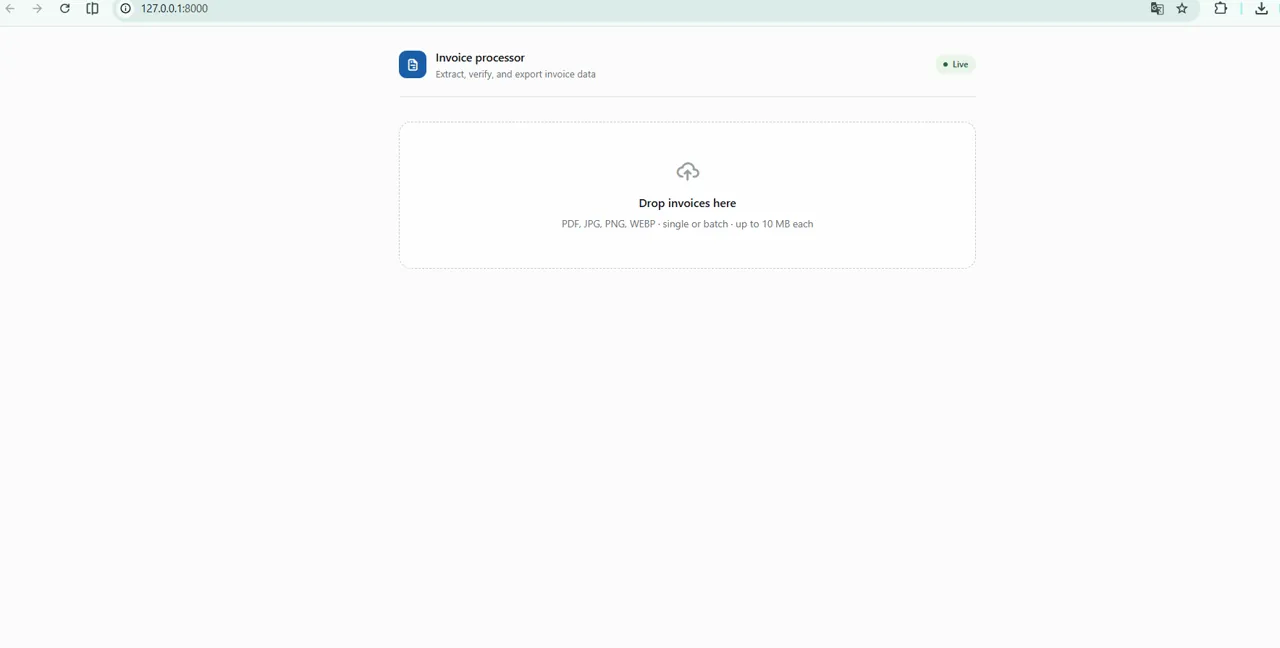 127.0.0.1:8000
Invoice processor
Extract, verify, and export invoice data
Live
Drop invoices here
PDF, JPG, PNG, WEBP · single or batch · up to 10 MB each